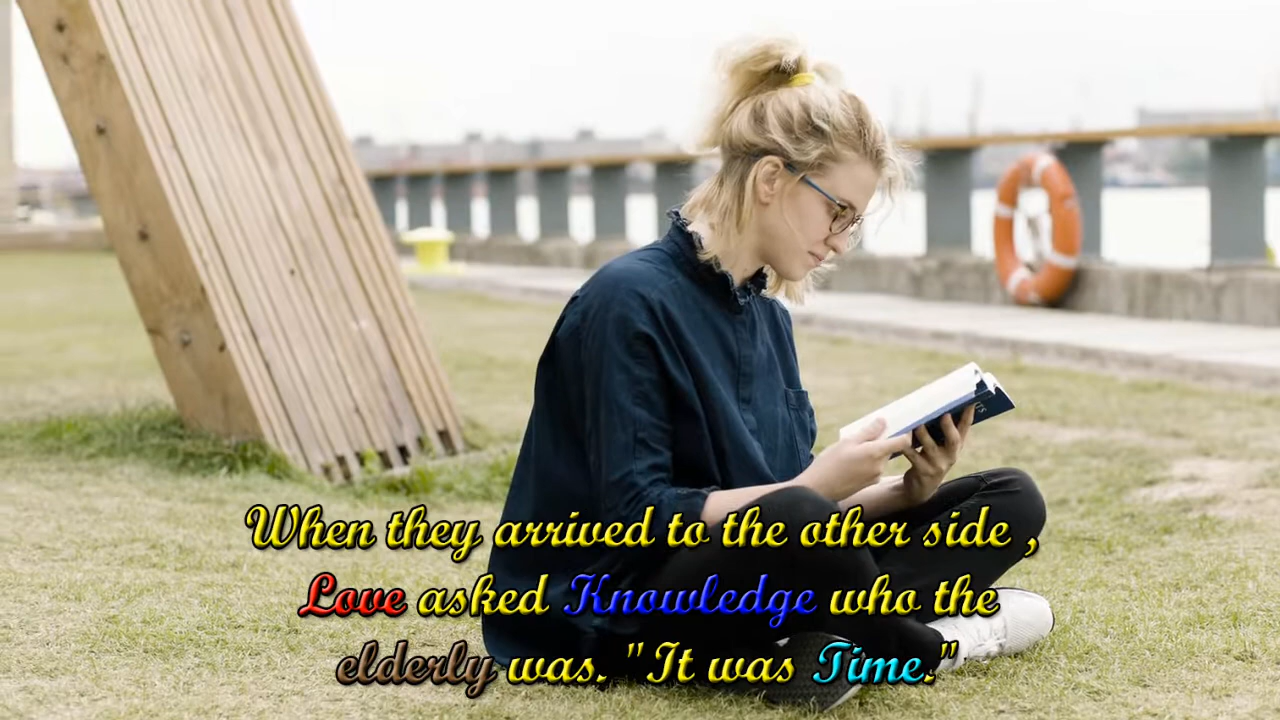 When they arrived to the other side ,
Love asked Knowledge who the
elderly was. "It was Time."